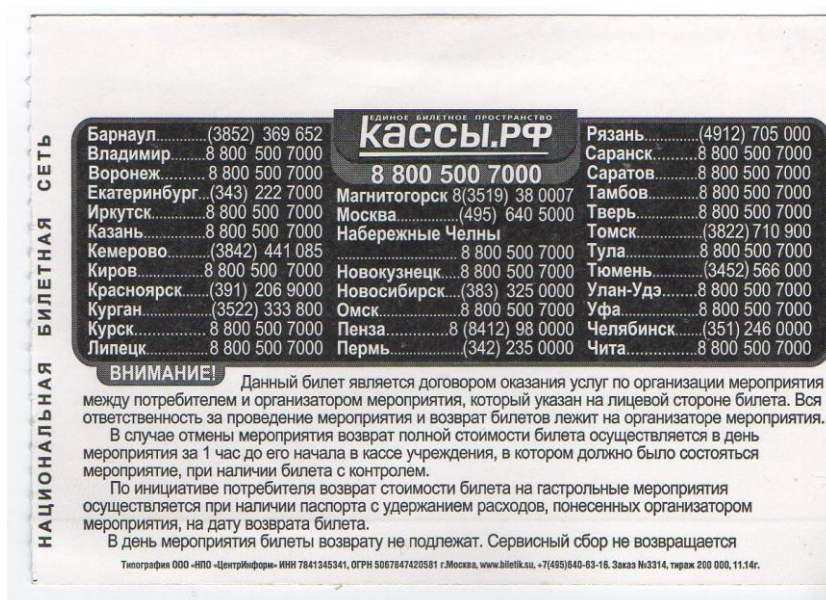 НАЦИОНАЛЬНАЯ БИЛЕТНАЯ СЕТЬ
Барнаул..........(3852) 369 652
Владимир........8 800 500 7000
Воронеж.........8 800 500 7000
Екатеринбург...(343) 222 7000
Иркутск...........8 800 500 7000
Казань............8 800 500 7000
Кемерово........(3842) 441 085
Киров..............8 800 500 7000
Красноярск......(391) 206 9000
Курган............(3522) 333 800
Курск..............8 800 500 7000
Липецк............8 800 500 7000
ЕДИНОЕ БИЛЕТНОЕ ПРОСТРАНСТВО
кассы.рф
8 800 500 7000
Магнитогорск 8(3519) 38 0007
Москва.............(495) 640 5000
Набережные Челны
........................8 800 500 7000
Новокузнецк....8 800 500 7000
Новосибирск....(383) 325 0000
Омск................8 800 500 7000
Пенза..............8 (8412) 98 0000
Пермь..............(342) 235 0000
Рязань.............(4912) 705 000
Саранск...........8 800 500 7000
Саратов...........8 800 500 7000
Тамбов............8 800 500 7000
Тверь..............8 800 500 7000
Томск..............(3822) 710 900
Тула................8 800 500 7000
Тюмень...........(3452) 566 000
Улан-Удэ.........8 800 500 7000
Уфа.................8 800 500 7000
Челябинск.......(351) 246 0000
Чита................8 800 500 7000
ВНИМАНИЕ!
Данный билет является договором оказания услуг по организации мероприятия
между потребителем и организатором мероприятия, который указан на лицевой стороне билета. Вся
ответственность за проведение мероприятия и возврат билетов лежит на организаторе мероприятия.
В случае отмены мероприятия возврат полной стоимости билета осуществляется в день
мероприятия за 1 час до его начала в кассе учреждения, в котором должно было состояться
мероприятие, при наличии билета с контролем.
По инициативе потребителя возврат стоимости билета на гастрольные мероприятия
осуществляется при наличии паспорта с удержанием расходов, понесенных организатором
мероприятия, на дату возврата билета.
В день мероприятия билеты возврату не подлежат. Сервисный сбор не возвращается
Типография ООО «НПО «ЦентрИнформ» ИНН 7841345341, ОГРН 5067847420581 г.Москва, www.biletik.su, +7(495)640-63-16. Заказ №3314, тираж 200 000, 11.14г.